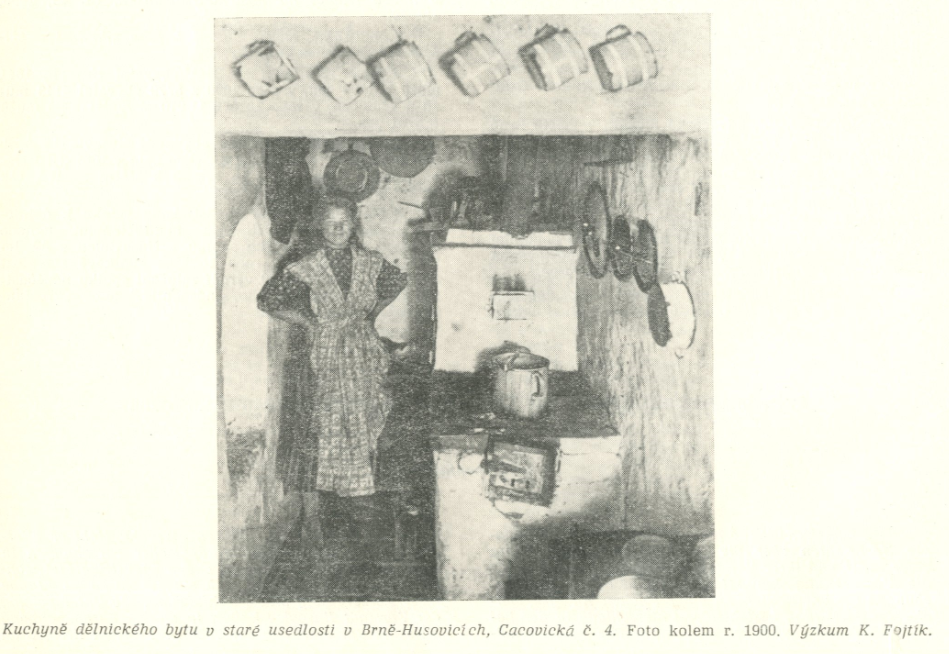 Kuchyně dělnického bytu v staré usedlosti v Brně-Husovicích, Cacovická č. 4. Foto kolem r. 1900. Výzkum K. Fojtík.